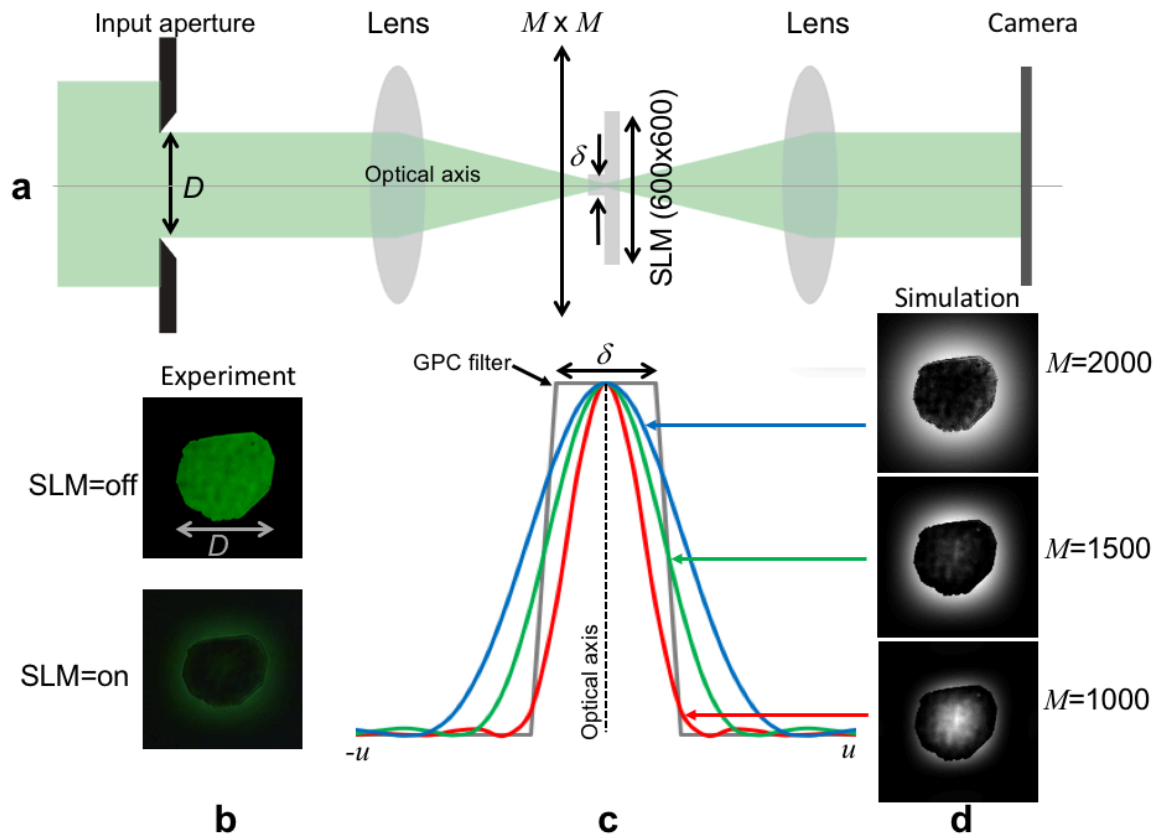 Input aperture
Lens
M x M
Lens
Camera
a
D
Optical axis
δ
SLM (600x600)
Experiment
SLM=off
D
SLM=on
b
GPC filter
δ
Optical axis
-u
u
c
Simulation
M=2000
M=1500
M=1000
d